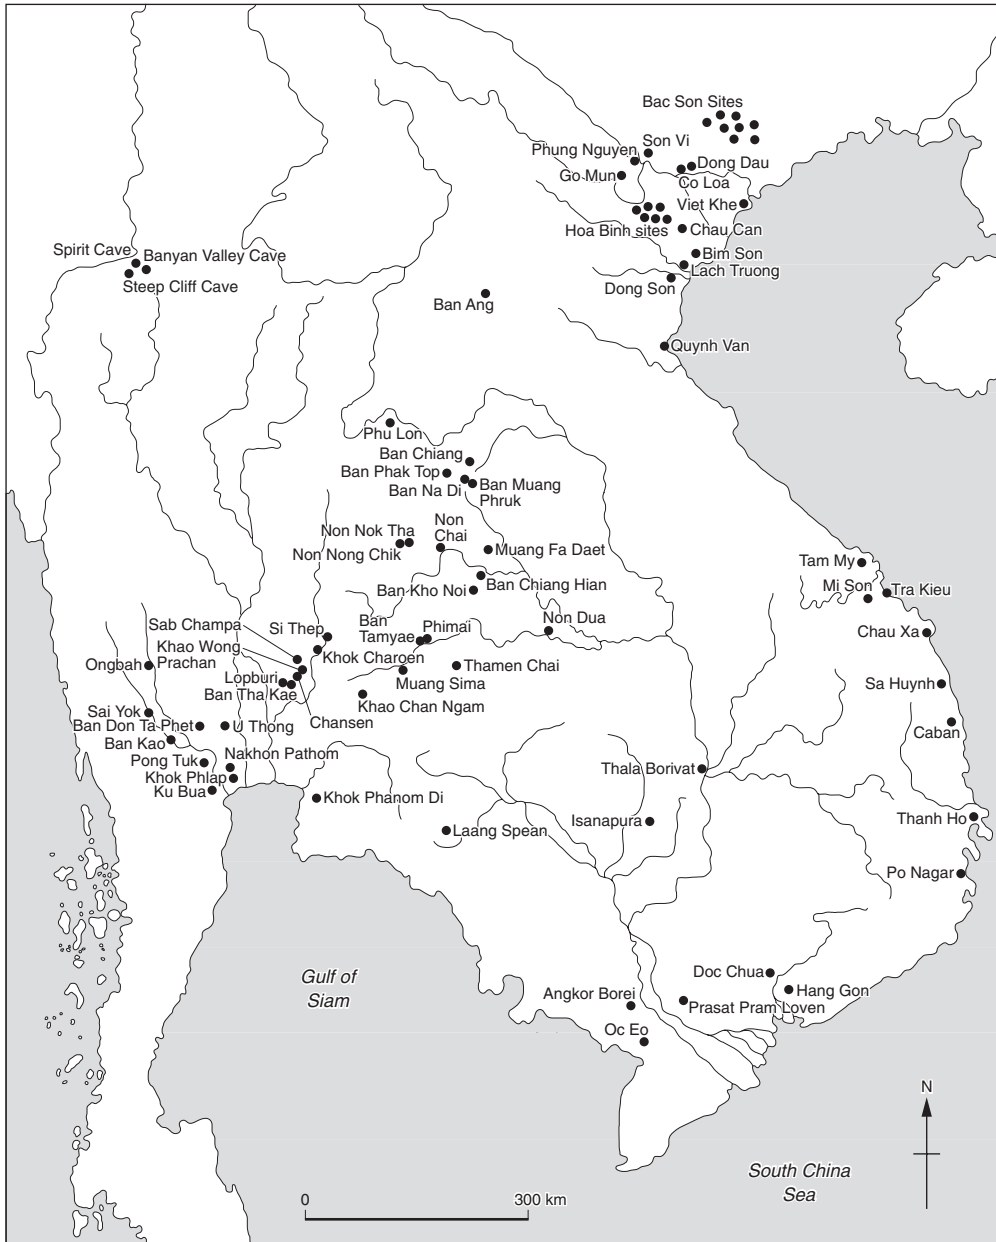 Bac Son Sites
Son Vi
Phung Nguyen
Dong Dau
Go Mun
Co Loa
Viet Khe
Hoa Binh sites
Chau Can
Spirit Cave
Banyan Valley Cave
Bim Son
Lach Truong
Steep Cliff Cave
Dong Son
Ban Ang
Quynh Van
Phu Lon
Ban Chiang
Ban Phak Top
Ban Na Di
Ban Muang
Phruk
Non Nok Tha
Non
Chai
Non Nong Chik
Muang Fa Daet
Tam My
Ban Chiang Hian
Ban Kho Noi
Mi Son
Tra Kieu
Sab Champa
Si Thep
Ban
Tamyae
Phimai
Non Dua
Chau Xa
Khao Wong
Prachan
Khok Charoen
Ongbah
Thamen Chai
Lopburi
Muang Sima
Sa Huynh
Ban Tha Kae
Khao Chan Ngam
Sai Yok
Chansen
Ban Don Ta Phet
U Thong
Caban
Ban Kao
Nakhon Pathom
Pong Tuk
Thala Borivat
Khok Phlap
Ku Bua
Khok Phanom Di
Isanapura
Thanh Ho
Laang Spean
Po Nagar
Gulf of
Siam
Doc Chua
Angkor Borei
Hang Gon
Prasat Pram Loven
Oc Eo
N
South China
Sea
0
300 km